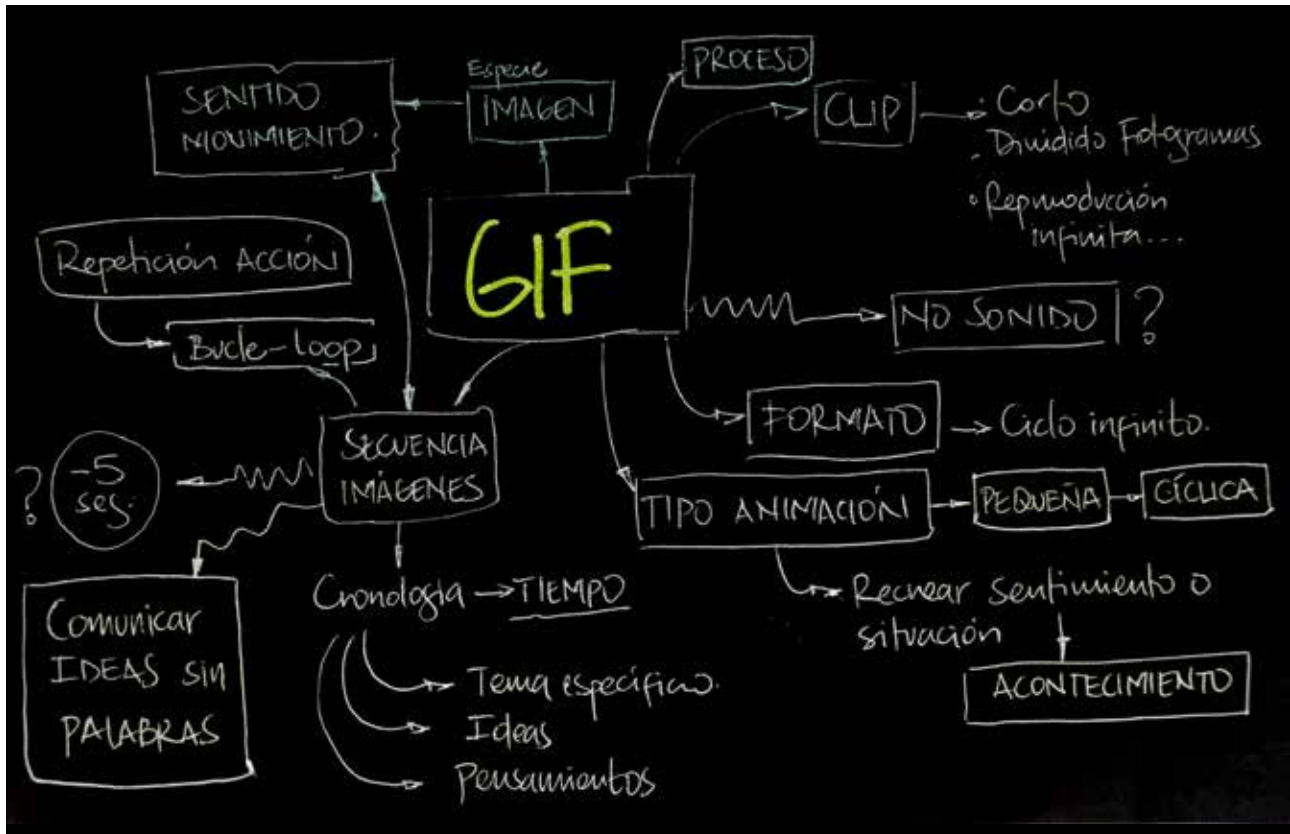 PROCESO
Especie
IMAGEN
SENTIDO
MOVIMIENTO.
CLIP
· Corto
· Dividido Fotogramas
· Reproducción
infinita...
GIF
Repetición ACCIÓN
Bucle-loop
NO SONIDO ?
FORMATO
Ciclo infinito.
SECUENCIA
IMÁGENES
? -5
seg.
TIPO ANIMACIÓN
PEQUEÑA
CÍCLICA
Comunicar
IDEAS sin
PALABRAS
Cronología
TIEMPO
Tema específico.
Ideas
Pensamientos
Recrear sentimiento o
situación
ACONTECIMIENTO